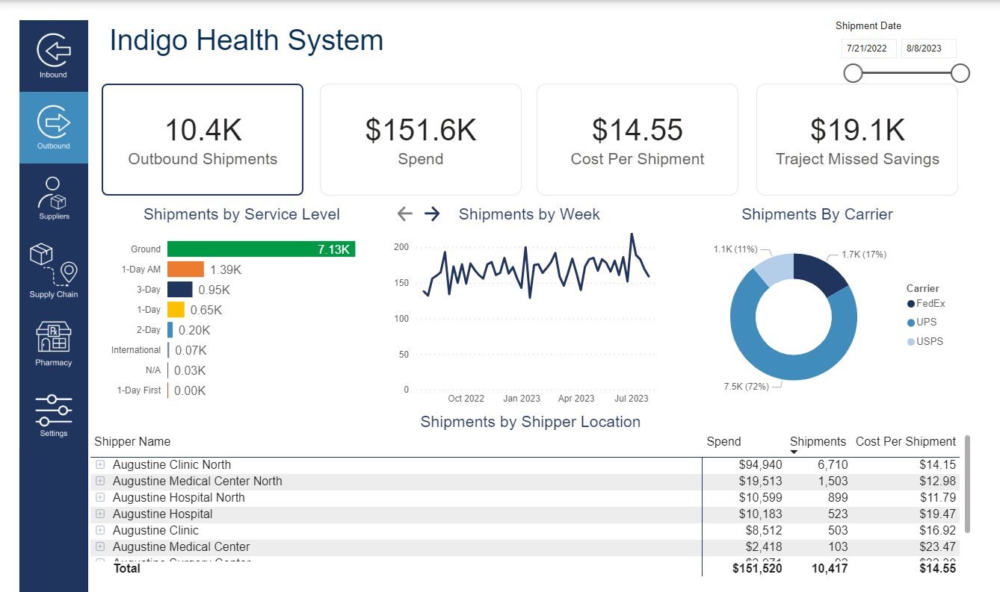 Indigo Health System
Shipment Date
7/21/2022 8/8/2023
Inbound
Outbound
Suppliers
Supply Chain
Pharmacy
Settings
10.4K
Outbound Shipments
$151.6K
Spend
$14.55
Cost Per Shipment
$19.1K
Traject Missed Savings
Shipments by Service Level
Ground 7.13K
1-Day AM 1.39K
3-Day 0.95K
1-Day 0.65K
2-Day 0.20K
International 0.07K
N/A 0.03K
1-Day First 0.00K
Shipments by Week
200
150
100
50
0
Oct 2022 Jan 2023 Apr 2023 Jul 2023
Shipments By Carrier
1.1K (11%)
1.7K (17%)
7.5K (72%)
Carrier
FedEx
UPS
USPS
Shipments by Shipper Location
Shipper Name Spend Shipments Cost Per Shipment
Augustine Clinic North $94,940 6,710 $14.15
Augustine Medical Center North $19,513 1,503 $12.98
Augustine Hospital North $10,599 899 $11.79
Augustine Hospital $10,183 523 $19.47
Augustine Clinic $8,512 503 $16.92
Augustine Medical Center $2,418 103 $23.47
Augustine Surgery Center
Total $151,520 10,417 $14.55